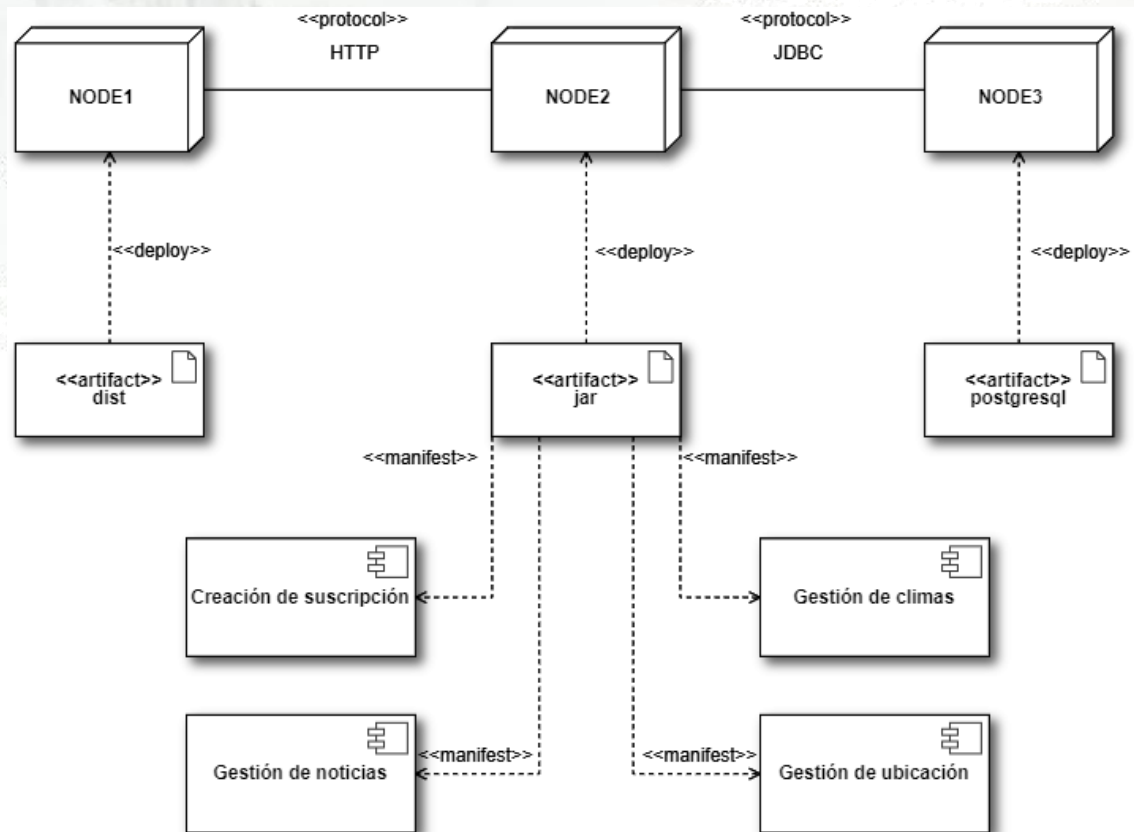 <<protocol>>
HTTP
<<protocol>>
JDBC
NODE1
NODE2
NODE3
<<deploy>>
<<deploy>>
<<deploy>>
<<artifact>>
dist
<<artifact>>
jar
<<artifact>>
postgresql
<<manifest>>
<<manifest>>
Creación de suscripción
Gestión de climas
<<manifest>>
<<manifest>>
Gestión de noticias
Gestión de ubicación